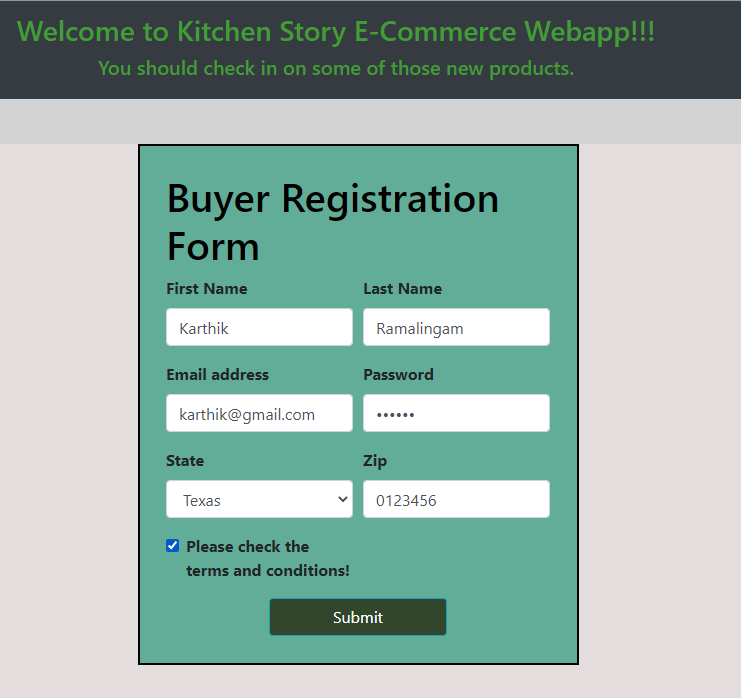 Welcome to Kitchen Story E-Commerce Webapp!!!
You should check in on some of those new products.
Buyer Registration
Form
First Name Last Name
Karthik Ramalingam
Email address Password
karthik@gmail.com ••••••
State Zip
Texas 0123456
Please check the
terms and conditions!
Submit